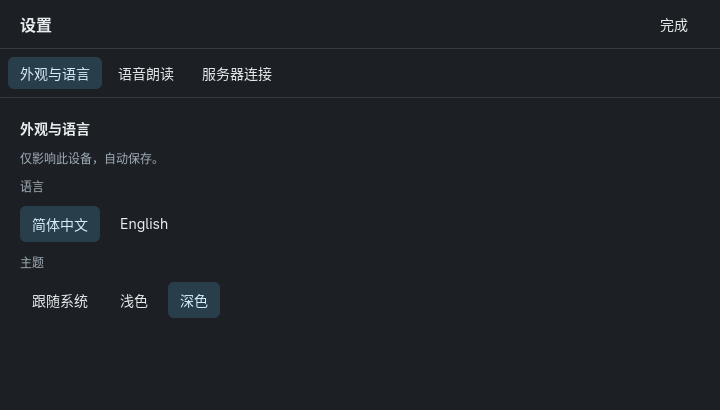 设置 完成
外观与语言 语音朗读 服务器连接
外观与语言
仅影响此设备，自动保存。
语言
简体中文 English
主题
跟随系统 浅色 深色